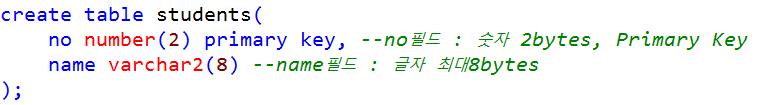 create table students(
    no number(2) primary key, --no필드 : 숫자 2bytes, Primary Key
    name varchar2(8) --name필드 : 글자 최대8bytes
);